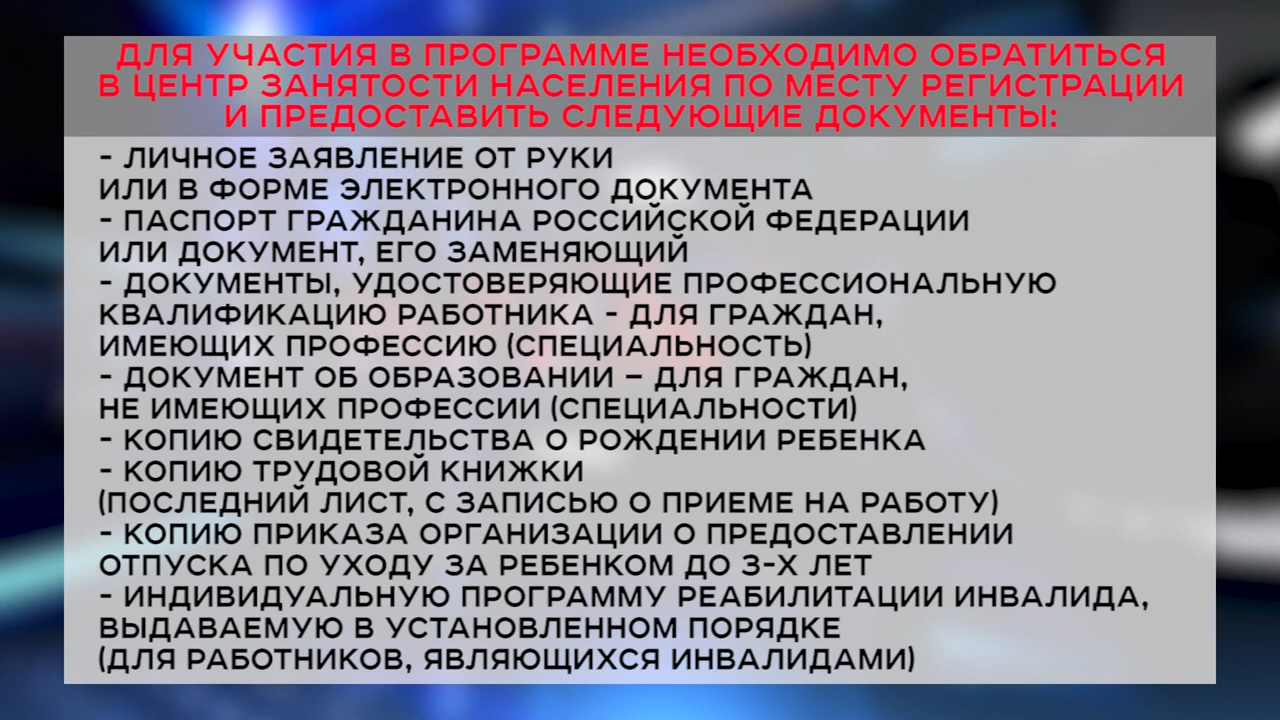 ДЛЯ УЧАСТИЯ В ПРОГРАММЕ НЕОБХОДИМО ОБРАТИТЬСЯ
В ЦЕНТР ЗАНЯТОСТИ НАСЕЛЕНИЯ ПО МЕСТУ РЕГИСТРАЦИИ
И ПРЕДОСТАВИТЬ СЛЕДУЮЩИЕ ДОКУМЕНТЫ:
- ЛИЧНОЕ ЗАЯВЛЕНИЕ ОТ РУКИ
ИЛИ В ФОРМЕ ЭЛЕКТРОННОГО ДОКУМЕНТА
- ПАСПОРТ ГРАЖДАНИНА РОССИЙСКОЙ ФЕДЕРАЦИИ
ИЛИ ДОКУМЕНТ, ЕГО ЗАМЕНЯЮЩИЙ
- ДОКУМЕНТЫ, УДОСТОВЕРЯЮЩИЕ ПРОФЕССИОНАЛЬНУЮ
КВАЛИФИКАЦИЮ РАБОТНИКА - ДЛЯ ГРАЖДАН,
ИМЕЮЩИХ ПРОФЕССИЮ (СПЕЦИАЛЬНОСТЬ)
- ДОКУМЕНТ ОБ ОБРАЗОВАНИИ – ДЛЯ ГРАЖДАН,
НЕ ИМЕЮЩИХ ПРОФЕССИИ (СПЕЦИАЛЬНОСТИ)
- КОПИЮ СВИДЕТЕЛЬСТВА О РОЖДЕНИИ РЕБЕНКА
- КОПИЮ ТРУДОВОЙ КНИЖКИ
(ПОСЛЕДНИЙ ЛИСТ, С ЗАПИСЬЮ О ПРИЕМЕ НА РАБОТУ)
- КОПИЮ ПРИКАЗА ОРГАНИЗАЦИИ О ПРЕДОСТАВЛЕНИИ
ОТПУСКА ПО УХОДУ ЗА РЕБЕНКОМ ДО 3-Х ЛЕТ
- ИНДИВИДУАЛЬНУЮ ПРОГРАММУ РЕАБИЛИТАЦИИ ИНВАЛИДА,
ВЫДАВАЕМУЮ В УСТАНОВЛЕННОМ ПОРЯДКЕ
(ДЛЯ РАБОТНИКОВ, ЯВЛЯЮЩИХСЯ ИНВАЛИДАМИ)